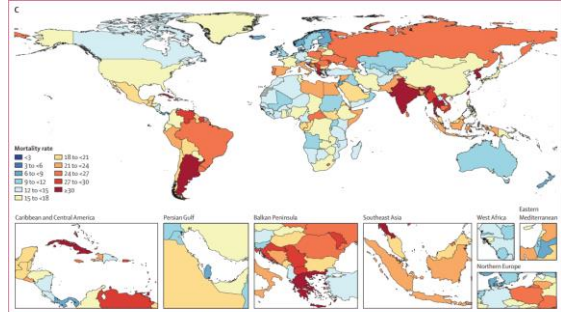 C
Mortality rate
<3
3 to <6
6 to <9
9 to <12
12 to <15
15 to <18
18 to <21
21 to <24
24 to <27
27 to <30
≥30
Caribbean and Central America
Persian Gulf
Balkan Peninsula
Southeast Asia
West Africa
Eastern
Mediterranean
Northern Europe